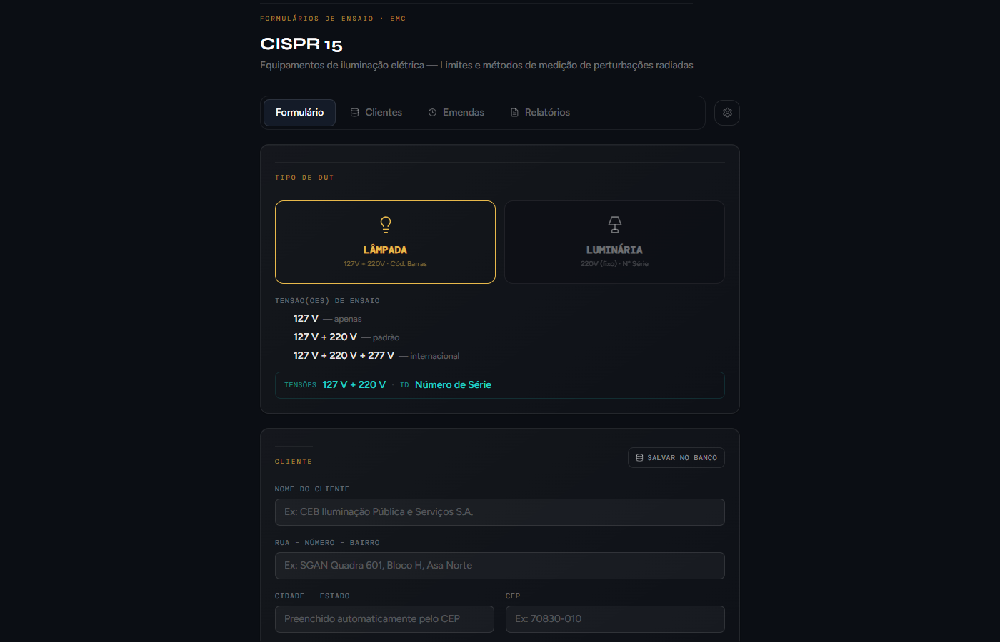 FORMULÁRIOS DE ENSAIO · EMC
CISPR 15
Equipamentos de iluminação elétrica — Limites e métodos de medição de perturbações radiadas
Formulário
Clientes
Emendas
Relatórios
TIPO DE DUT
LÂMPADA
127V + 220V · Cód. Barras
LUMINÁRIA
220V (fixo) · Nº Série
TENSÃO(ÕES) DE ENSAIO
127 V — apenas
127 V + 220 V — padrão
127 V + 220 V + 277 V — internacional
TENSÕES 127 V + 220 V · ID Número de Série
CLIENTE
SALVAR NO BANCO
NOME DO CLIENTE
Ex: CEB Iluminação Pública e Serviços S.A.
RUA - NÚMERO - BAIRRO
Ex: SGAN Quadra 601, Bloco H, Asa Norte
CIDADE - ESTADO
CEP
Preenchido automaticamente pelo CEP
Ex: 70830-010